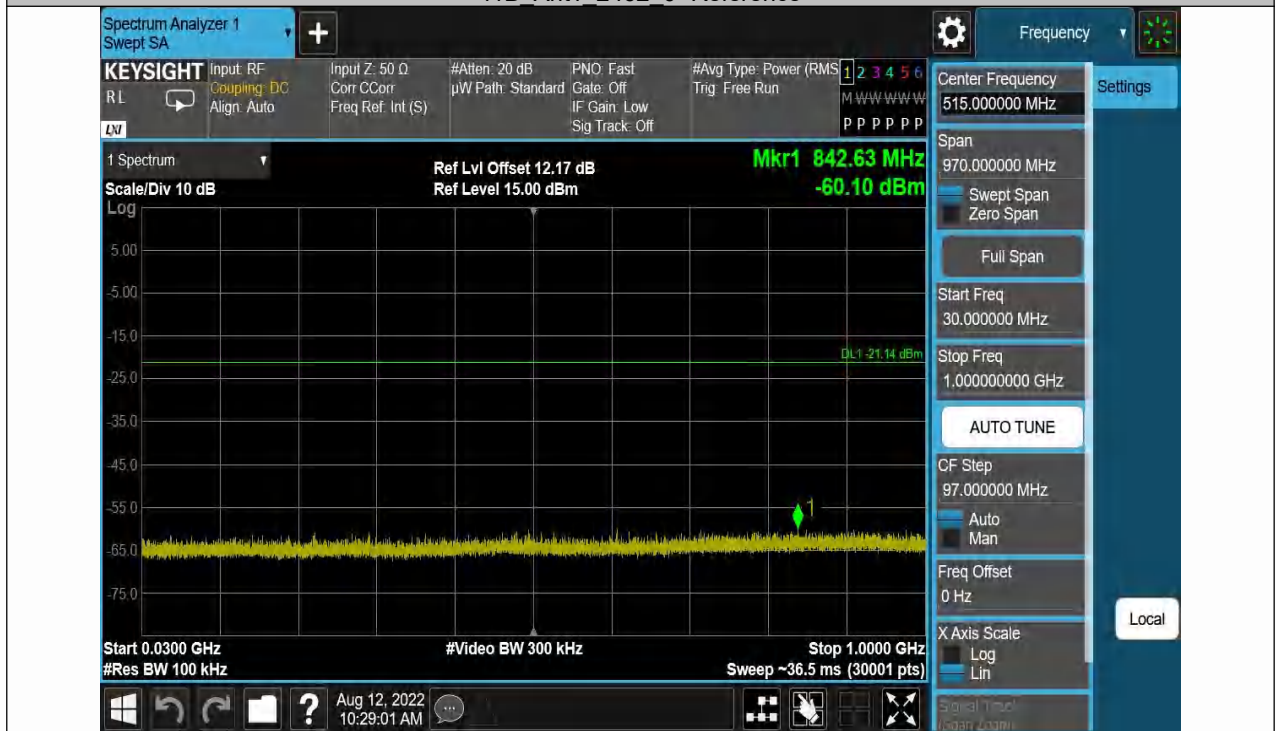 Spectrum Analyzer 1
Swept SA
Frequency
KEYSIGHT
RL
LXI
Input: RF
Coupling: DC
Align: Auto
Input Z: 50 Ω
Corr CCorr
Freq Ref: Int (S)
#Atten: 20 dB
µW Path: Standard
PNO: Fast
Gate: Off
IF Gain: Low
Sig Track: Off
#Avg Type: Power (RMS
Trig: Free Run
1 2 3 4 5 6
M W W W W W
P P P P P P
Center Frequency
515.000000 MHz
Settings
1 Spectrum
Scale/Div 10 dB
Log
Ref Lvl Offset 12.17 dB
Ref Level 15.00 dBm
Mkr1 842.63 MHz
-60.10 dBm
Span
970.000000 MHz
Swept Span
Zero Span
Full Span
Start Freq
30.000000 MHz
Stop Freq
1.000000000 GHz
AUTO TUNE
CF Step
97.000000 MHz
Auto
Man
Freq Offset
0 Hz
X Axis Scale
Log
Lin
Signal Track
(Span Zoom)
Local
5.00
-5.00
-15.0
DL1 -21.14 dBm
-25.0
-35.0
-45.0
-55.0
1
-65.0
-75.0
Start 0.0300 GHz
#Res BW 100 kHz
#Video BW 300 kHz
Stop 1.0000 GHz
Sweep ~36.5 ms (30001 pts)
?
Aug 12, 2022
10:29:01 AM